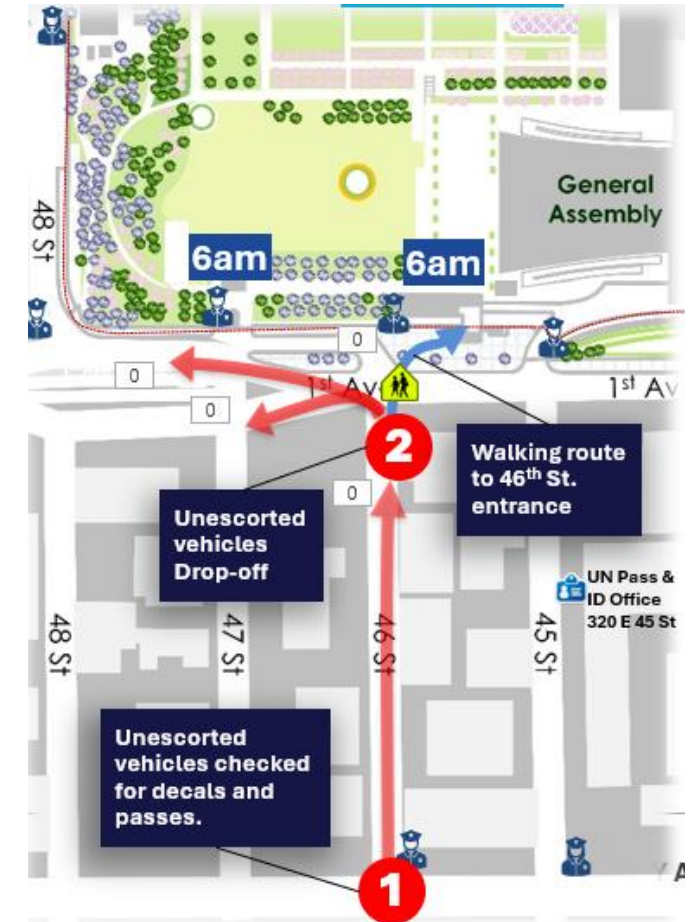 General
Assembly
48 St
6am
6am
0
0
0
1st Av
1st Av
2
0
Walking route
to 46th St.
entrance
Unescorted
vehicles
Drop-off
UN Pass &
ID Office
320 E 45 St
48 St
47 St
46 St
45 St
Unescorted
vehicles checked
for decals and
passes.
1